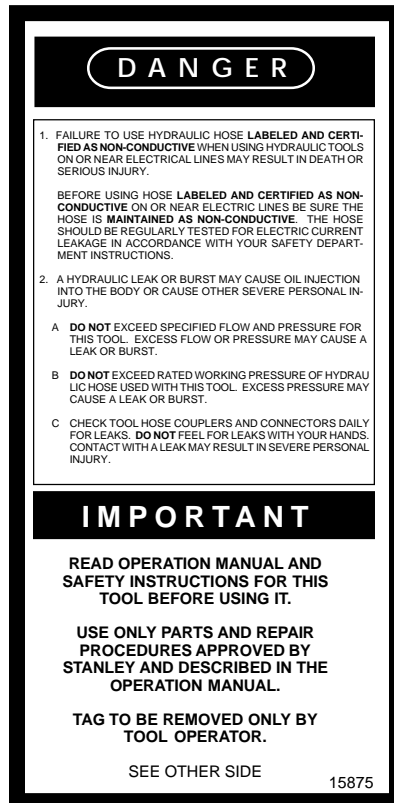 DANGER
1. FAILURE TO USE HYDRAULIC HOSE LABELED AND CERTI-
FIED AS NON-CONDUCTIVE WHEN USING HYDRAULIC TOOLS
ON OR NEAR ELECTRICAL LINES MAY RESULT IN DEATH OR
SERIOUS INJURY.
BEFORE USING HOSE LABELED AND CERTIFIED AS NON-
CONDUCTIVE ON OR NEAR ELECTRIC LINES BE SURE THE
HOSE IS MAINTAINED AS NON-CONDUCTIVE. THE HOSE
SHOULD BE REGULARLY TESTED FOR ELECTRIC CURRENT
LEAKAGE IN ACCORDANCE WITH YOUR SAFETY DEPART-
MENT INSTRUCTIONS.
2. A HYDRAULIC LEAK OR BURST MAY CAUSE OIL INJECTION
INTO THE BODY OR CAUSE OTHER SEVERE PERSONAL IN-
JURY.
A DO NOT EXCEED SPECIFIED FLOW AND PRESSURE FOR
THIS TOOL. EXCESS FLOW OR PRESSURE MAY CAUSE A
LEAK OR BURST.
B DO NOT EXCEED RATED WORKING PRESSURE OF HYDRAU
LIC HOSE USED WITH THIS TOOL. EXCESS PRESSURE MAY
CAUSE A LEAK OR BURST.
C CHECK TOOL HOSE COUPLERS AND CONNECTORS DAILY
FOR LEAKS. DO NOT FEEL FOR LEAKS WITH YOUR HANDS.
CONTACT WITH A LEAK MAY RESULT IN SEVERE PERSONAL
INJURY.
IMPORTANT
READ OPERATION MANUAL AND
SAFETY INSTRUCTIONS FOR THIS
TOOL BEFORE USING IT.
USE ONLY PARTS AND REPAIR
PROCEDURES APPROVED BY
STANLEY AND DESCRIBED IN THE
OPERATION MANUAL.
TAG TO BE REMOVED ONLY BY
TOOL OPERATOR.
SEE OTHER SIDE
15875